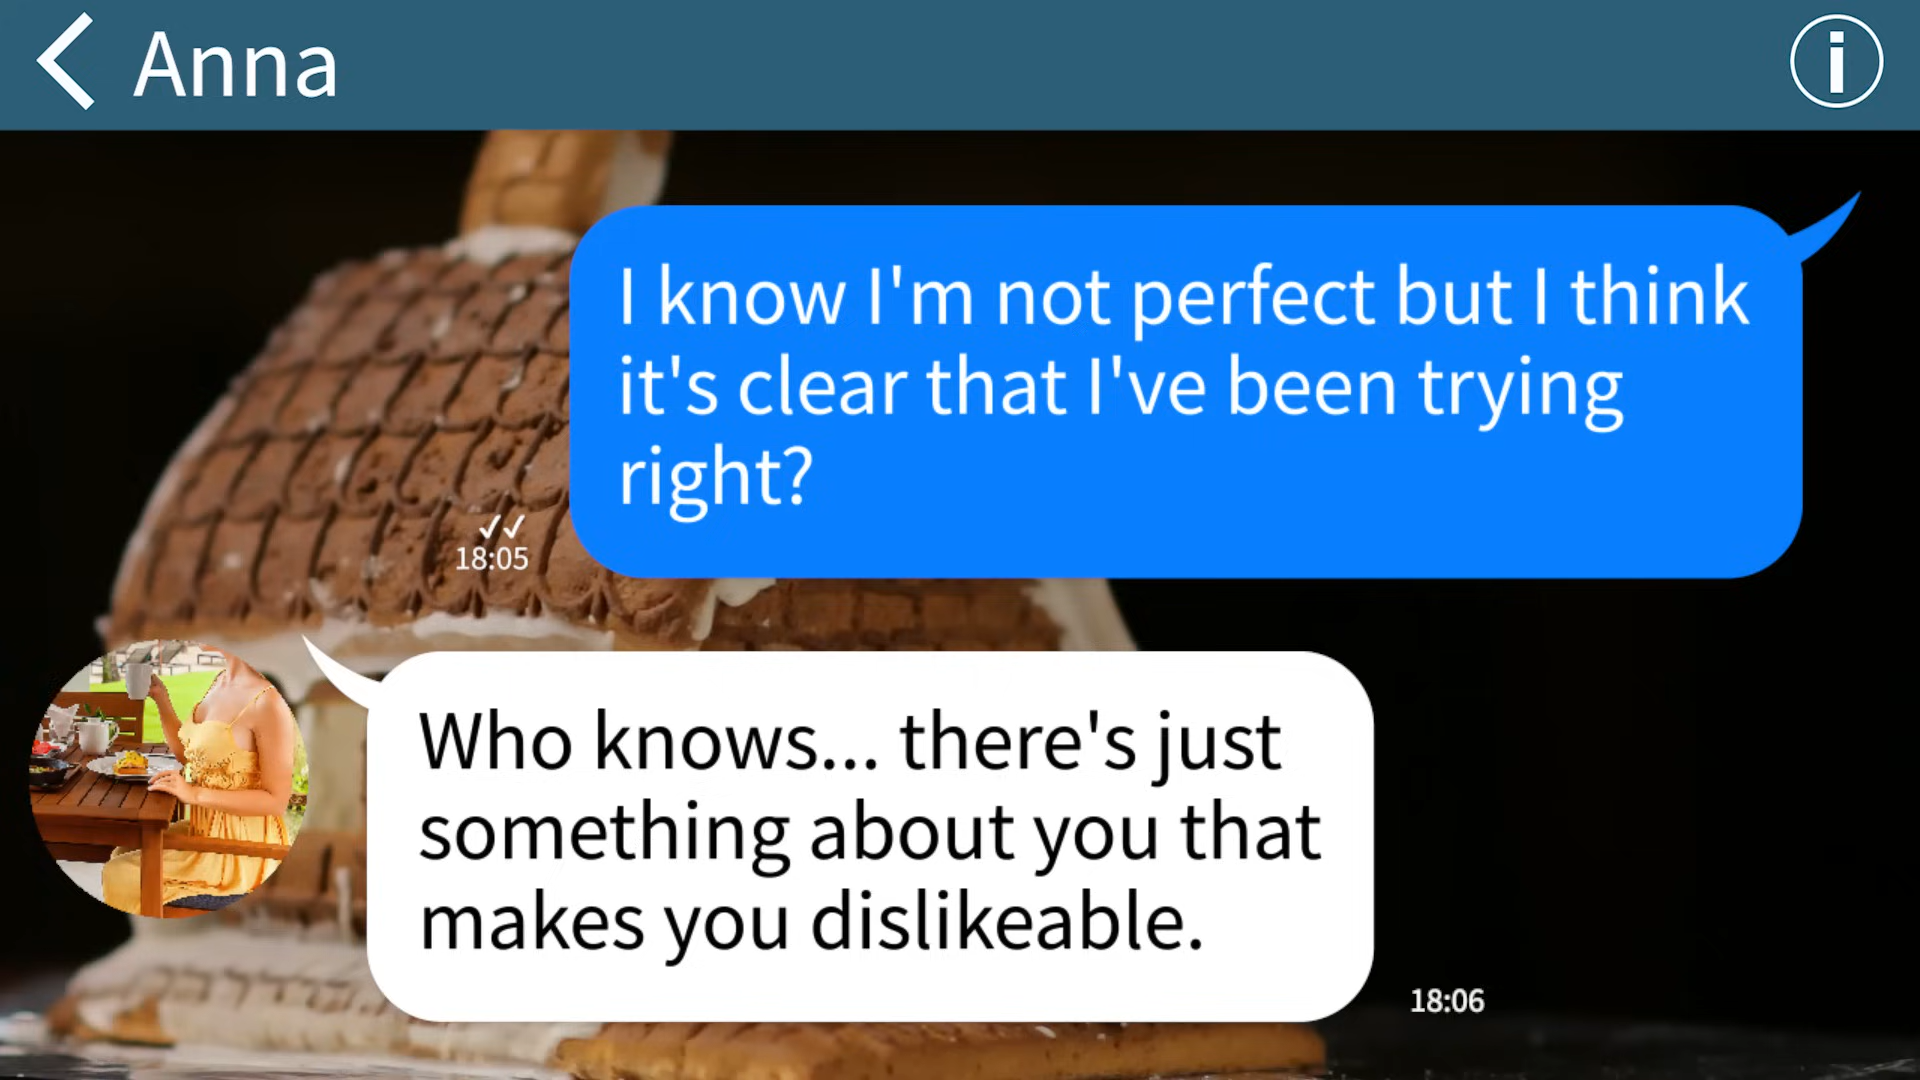 Anna
I know I'm not perfect but I think
it's clear that I've been trying
right?
18:05
Who knows... there's just
something about you that
makes you dislikeable.
18:06